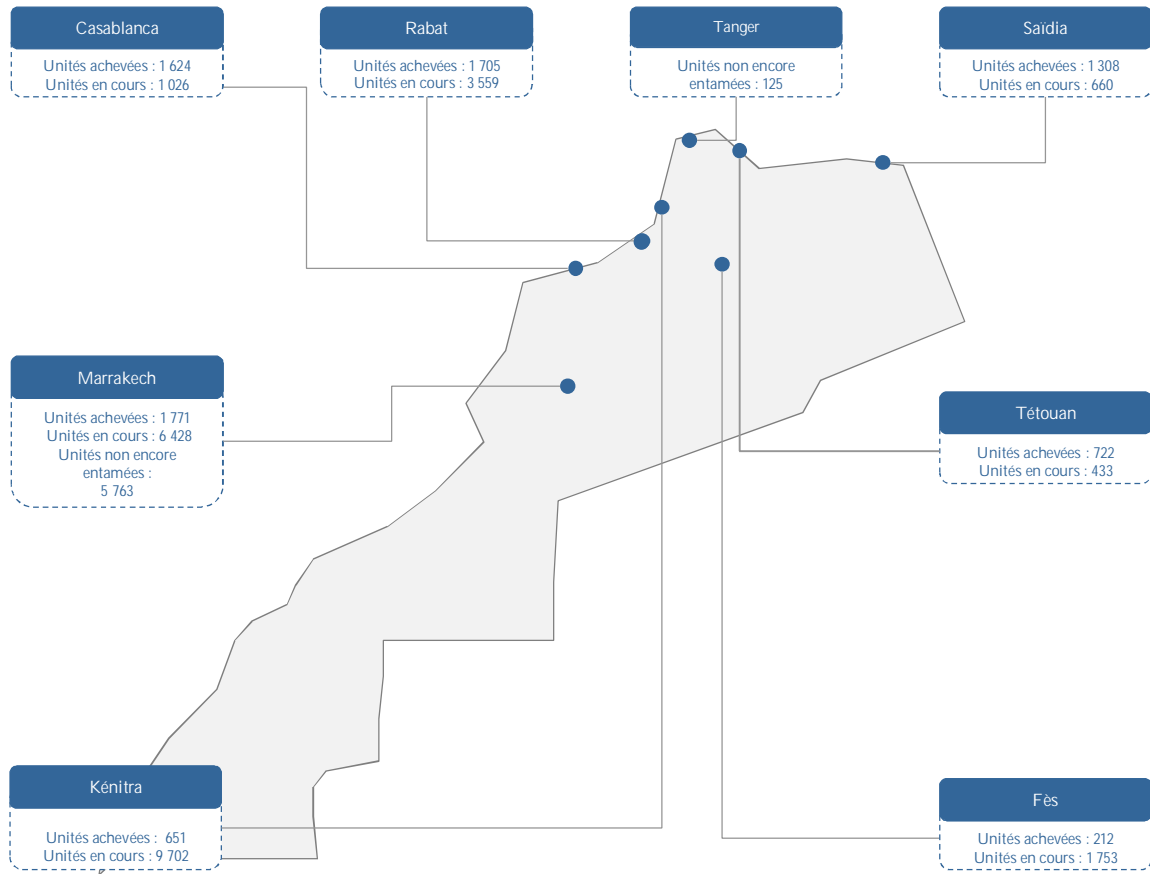 Casablanca
Unités achevées : 1 624
Unités en cours : 1 026
Rabat
Unités achevées : 1 705
Unités en cours : 3 559
Tanger
Unités non encore
entamées : 125
Saïdia
Unités achevées : 1 308
Unités en cours : 660
Marrakech
Unités achevées : 1 771
Unités en cours : 6 428
Unités non encore
entamées :
5 763
Tétouan
Unités achevées : 722
Unités en cours : 433
Kénitra
Unités achevées : 651
Unités en cours : 9 702
Fès
Unités achevées : 212
Unités en cours : 1 753